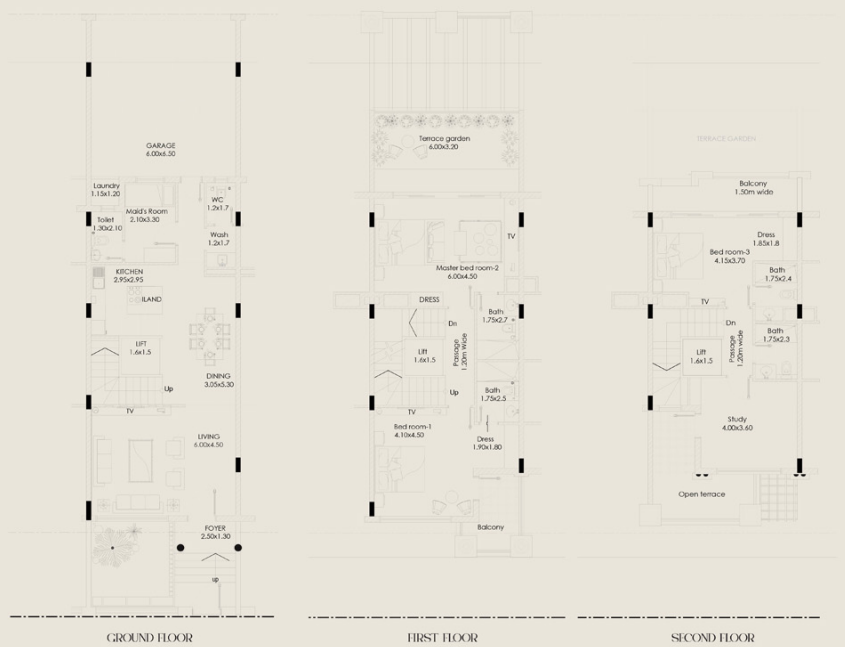 GARAGE
6.00x6.50
Laundry
1.15x1.20
Maid's Room
2.10x3.30
WC
1.2x1.7
Toilet
1.30x2.10
Wash
1.2x1.7
KITCHEN
2.95x2.95
ILAND
LIFT
1.6x1.5
DINING
3.05x5.30
Up
TV
LIVING
6.00x4.50
FOYER
2.50x1.30
up
GROUND FLOOR
Terrace garden
6.00x3.20
TV
Master bed room-2
6.00x4.50
DRESS
Bath
1.75x2.7
Dn
Passage
1.20m Wide
Lift
1.6x1.5
Up
Bath
1.75x2.5
TV
Bed room-1
4.10x4.50
Dress
1.90x1.80
Balcony
FIRST FLOOR
TERRACE GARDEN
Balcony
1.50m wide
Dress
1.85x1.8
Bed room-3
4.15x3.70
Bath
1.75x2.4
TV
Dn
Bath
1.75x2.3
Passage
1.20m wide
Lift
1.6x1.5
Study
4.00x3.60
Open terrace
SECOND FLOOR